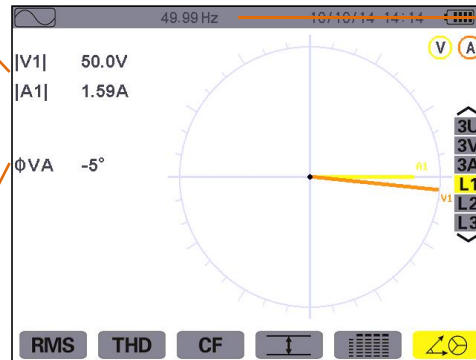 49.99 Hz 10/10/14 14:14
V A
|V1| 50.0V
|A1| 1.59A
ΦVA -5°
A1
V1
3U
3V
3A
L1
L2
L3
RMS THD CF